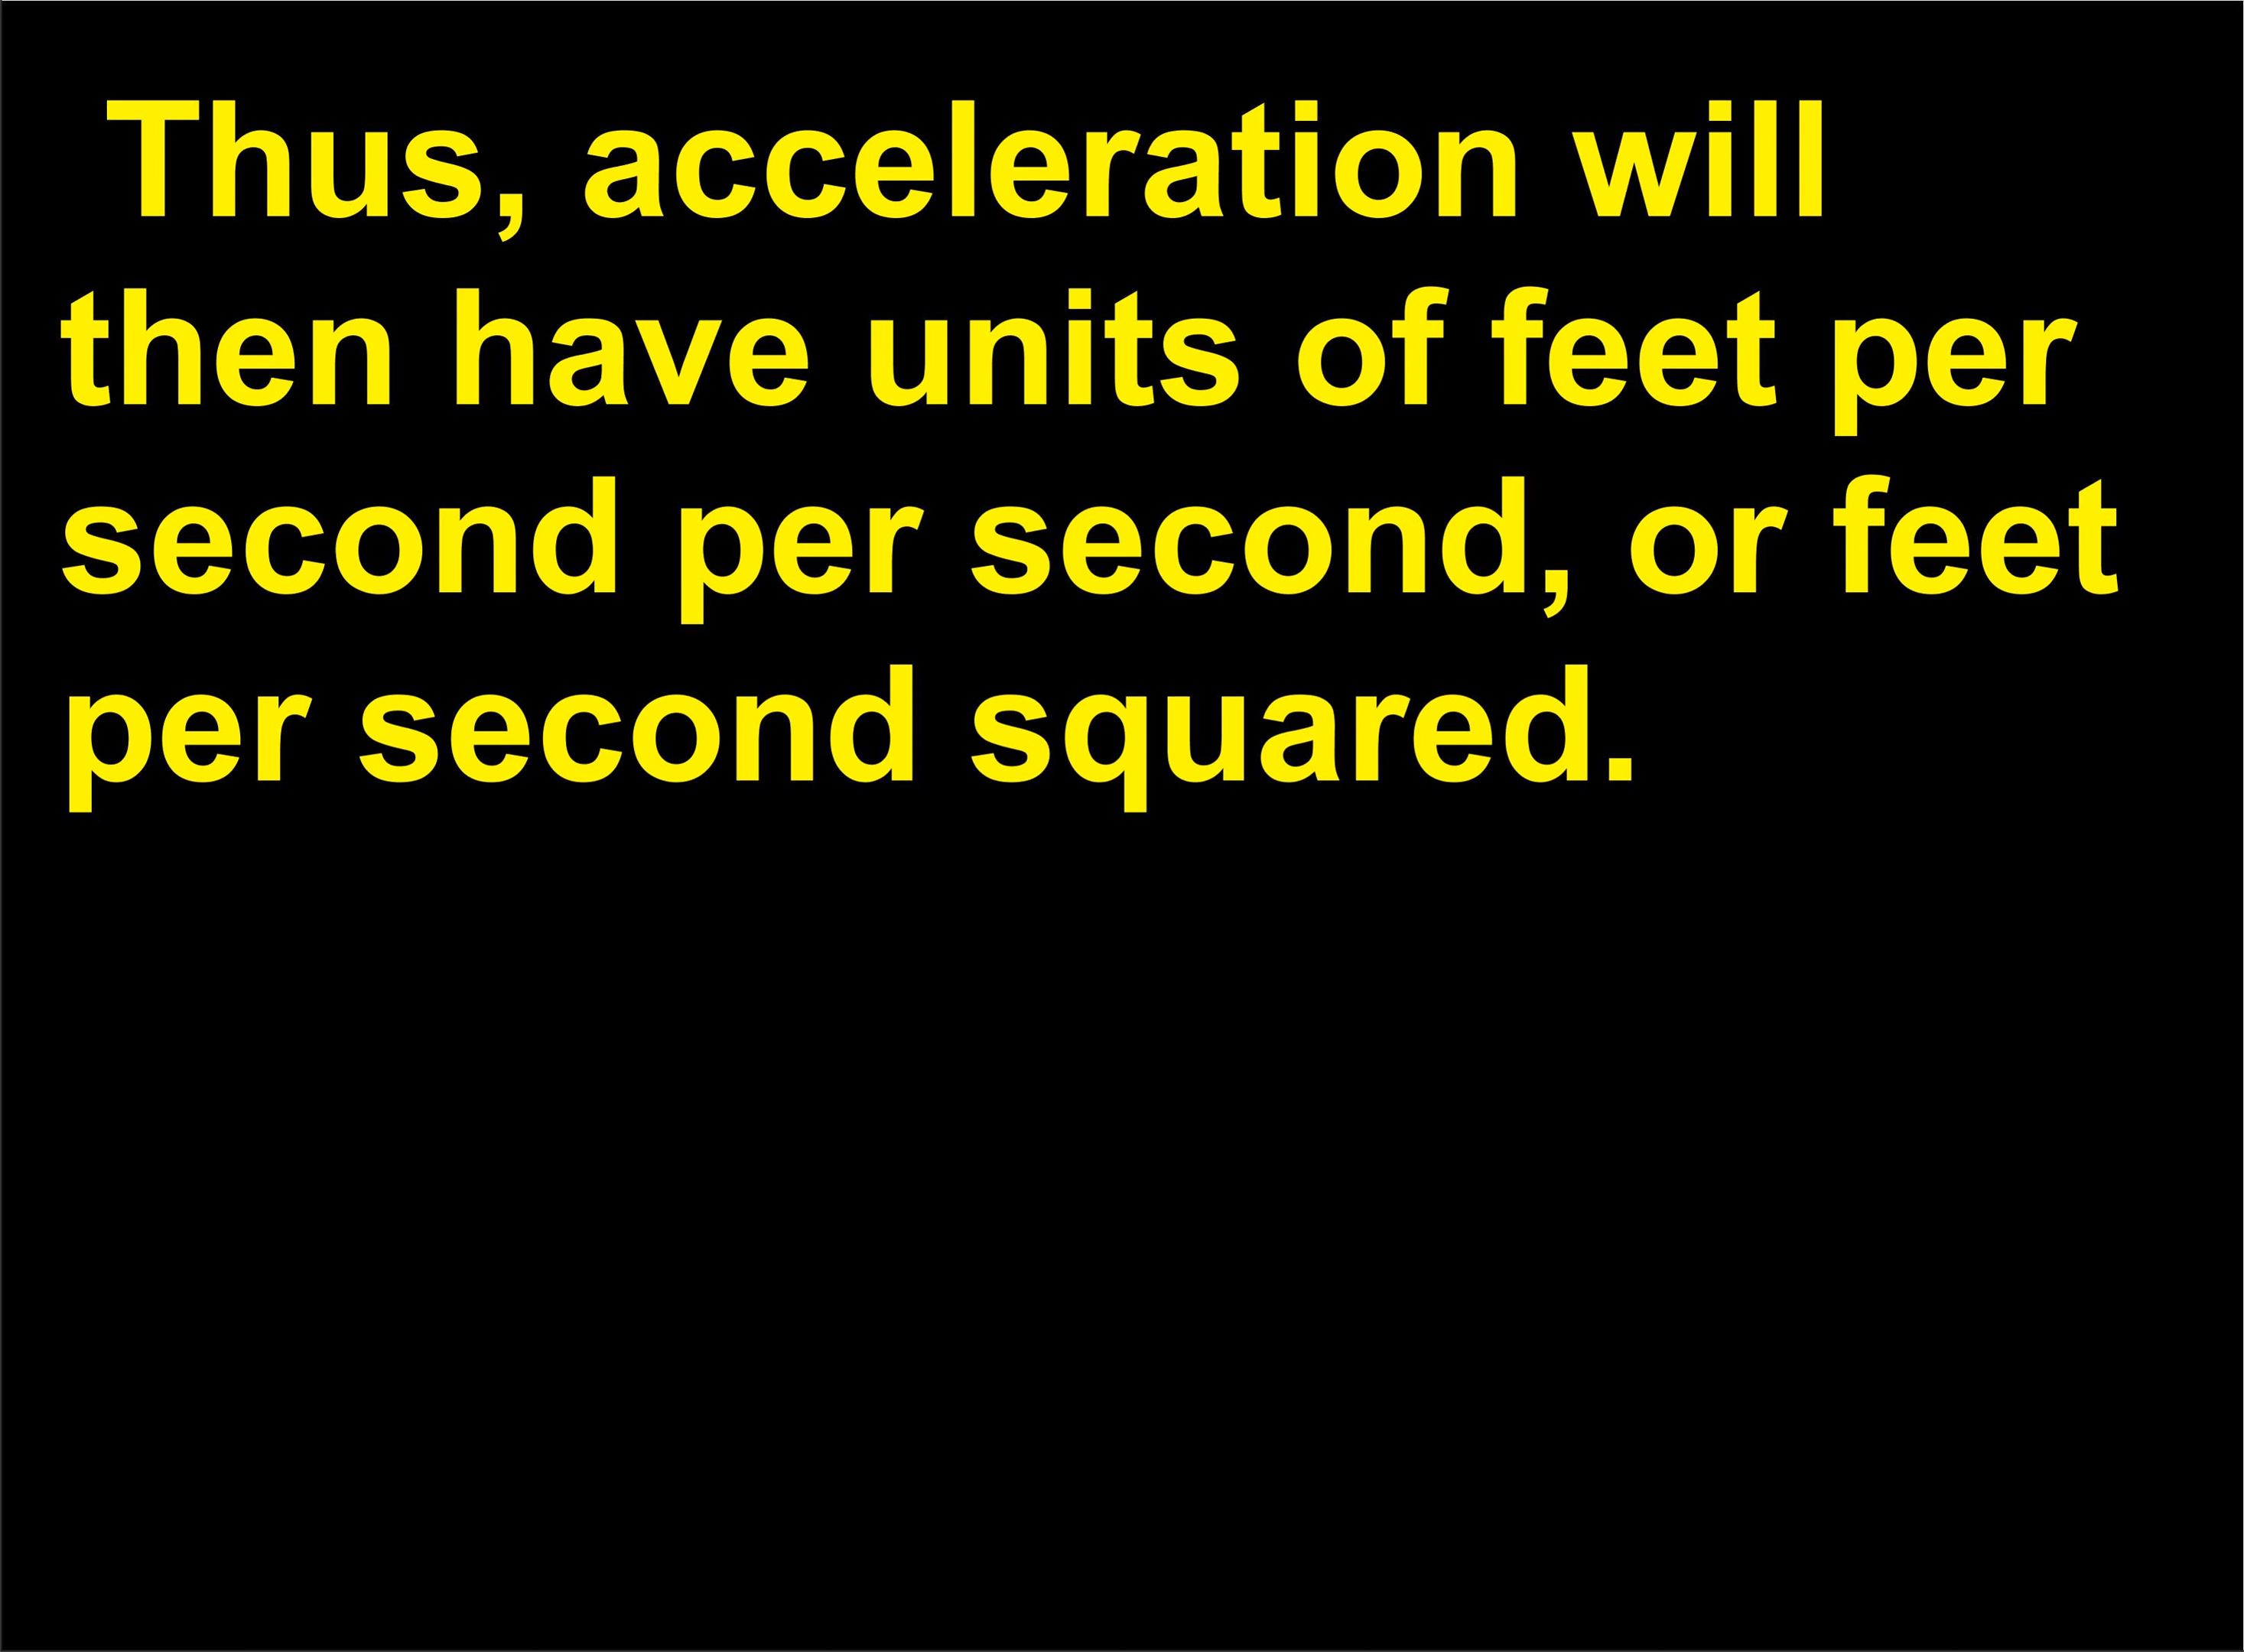 Thus, acceleration will
then have units of feet per
second per second, or feet
per second squared.